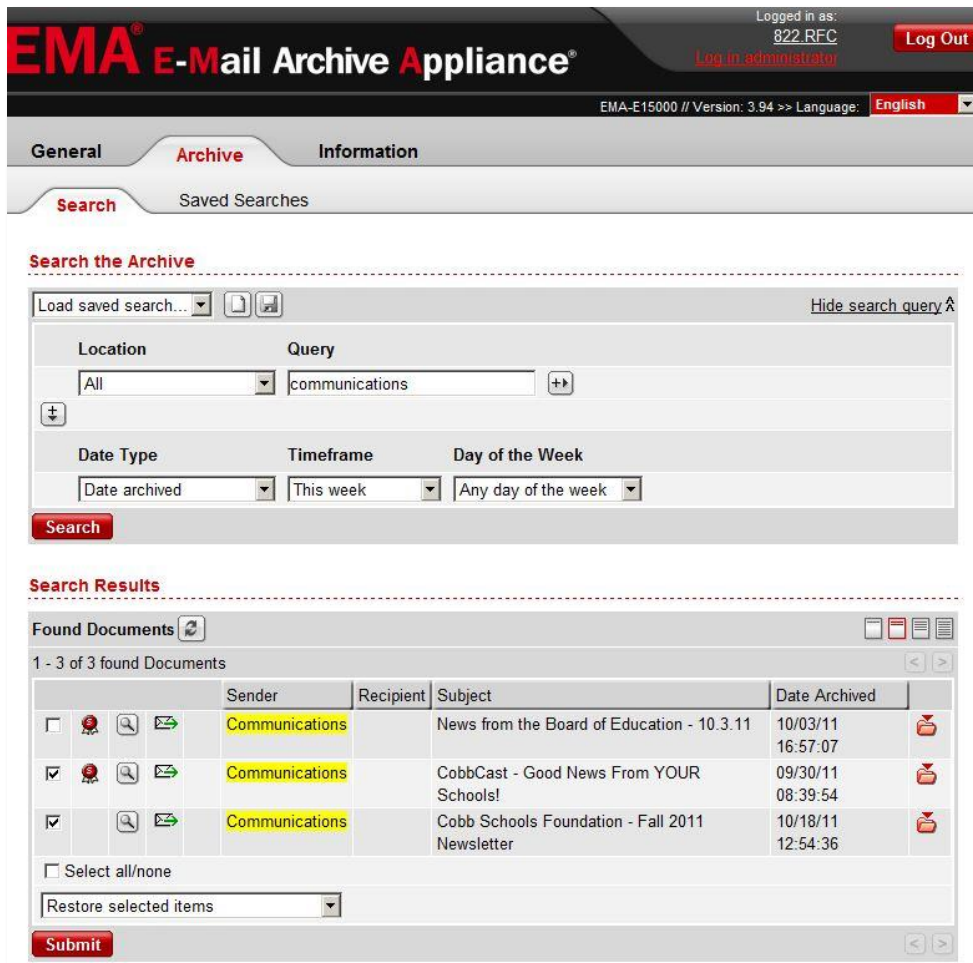 Logged in as:
822.RFC
Log Out
EMA® E-Mail Archive Appliance®
Log in administrator
EMA-E15000 // Version: 3.94 >> Language: English
General Archive Information
Search Saved Searches
Search the Archive
Load saved search... Hide search query
Location Query
All communications
Date Type Timeframe Day of the Week
Date archived This week Any day of the week
Search
Search Results
Found Documents
1 - 3 of 3 found Documents < >
Sender Recipient Subject Date Archived
Communications News from the Board of Education - 10.3.11 10/03/11
16:57:07
Communications CobbCast - Good News From YOUR 09/30/11
Schools! 08:39:54
Communications Cobb Schools Foundation - Fall 2011 10/18/11
Newsletter 12:54:36
Select all/none
Restore selected items
Submit < >